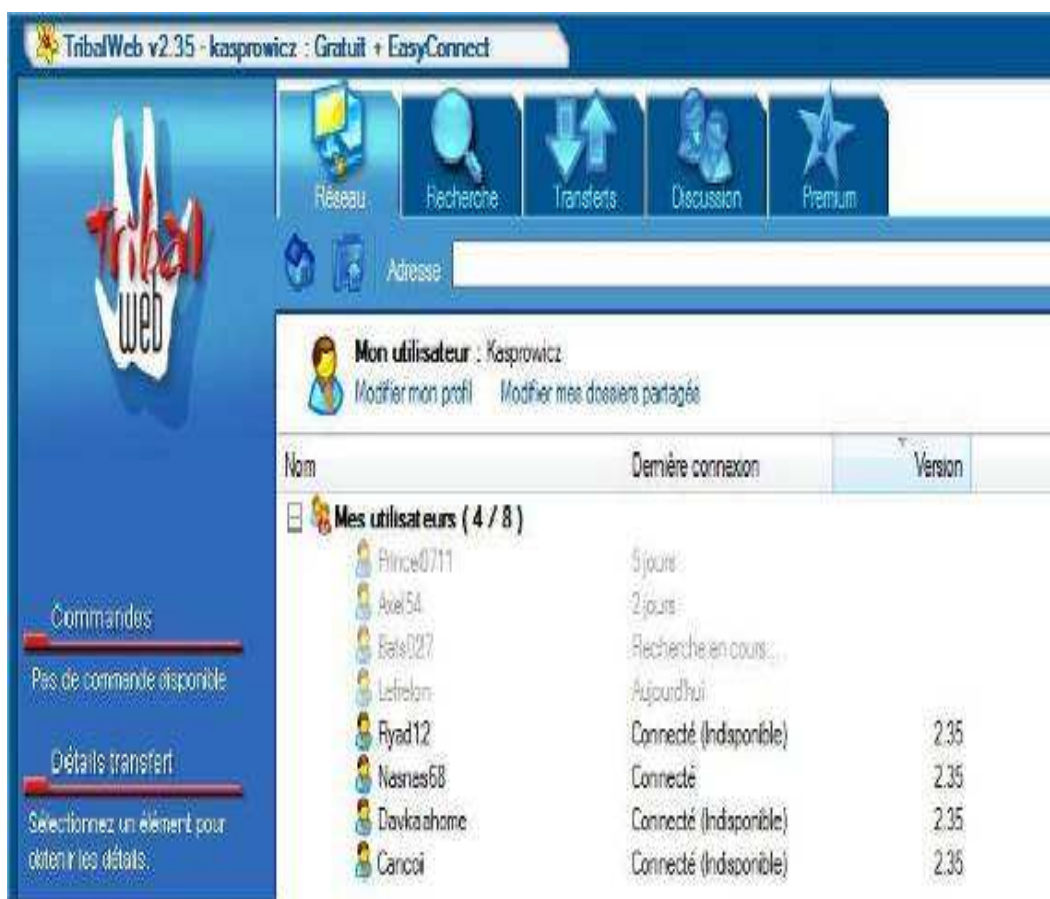 TribalWeb v2.35 - kasprowicz : Gratuit + EasyConnect
Réseau Recherche Transferts Discussion Premium
Tribal
web
Adresse
Mon utilisateur : Kasprowicz
Modifier mon profil Modifier mes dossiers partagés
Nom Dernière connexion Version
Mes utilisateurs ( 4 / 8 )
Prince0711 5 jours
Axel54 2 jours
Bats027 Recherche en cours...
Lefrelon Aujourd'hui
Ryad12 Connecté (Indisponible) 2.35
Nasnes68 Connecté 2.35
Davkaahome Connecté (Indisponible) 2.35
Cancoi Connecté (Indisponible) 2.35
Commandes
Pas de commande disponible
Détails transfert
Sélectionnez un élément pour
obtenir les détails.